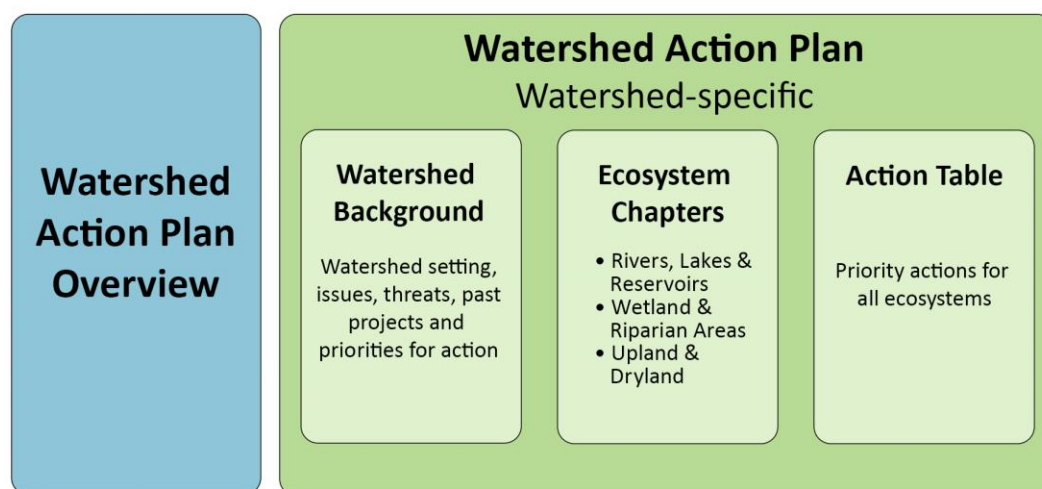 Watershed
Action Plan
Overview
Watershed Action Plan
Watershed-specific
Watershed
Background
Watershed setting,
issues, threats, past
projects and
priorities for action
Ecosystem
Chapters
• Rivers, Lakes &
Reservoirs
• Wetland &
Riparian Areas
• Upland &
Dryland
Action Table
Priority actions for
all ecosystems